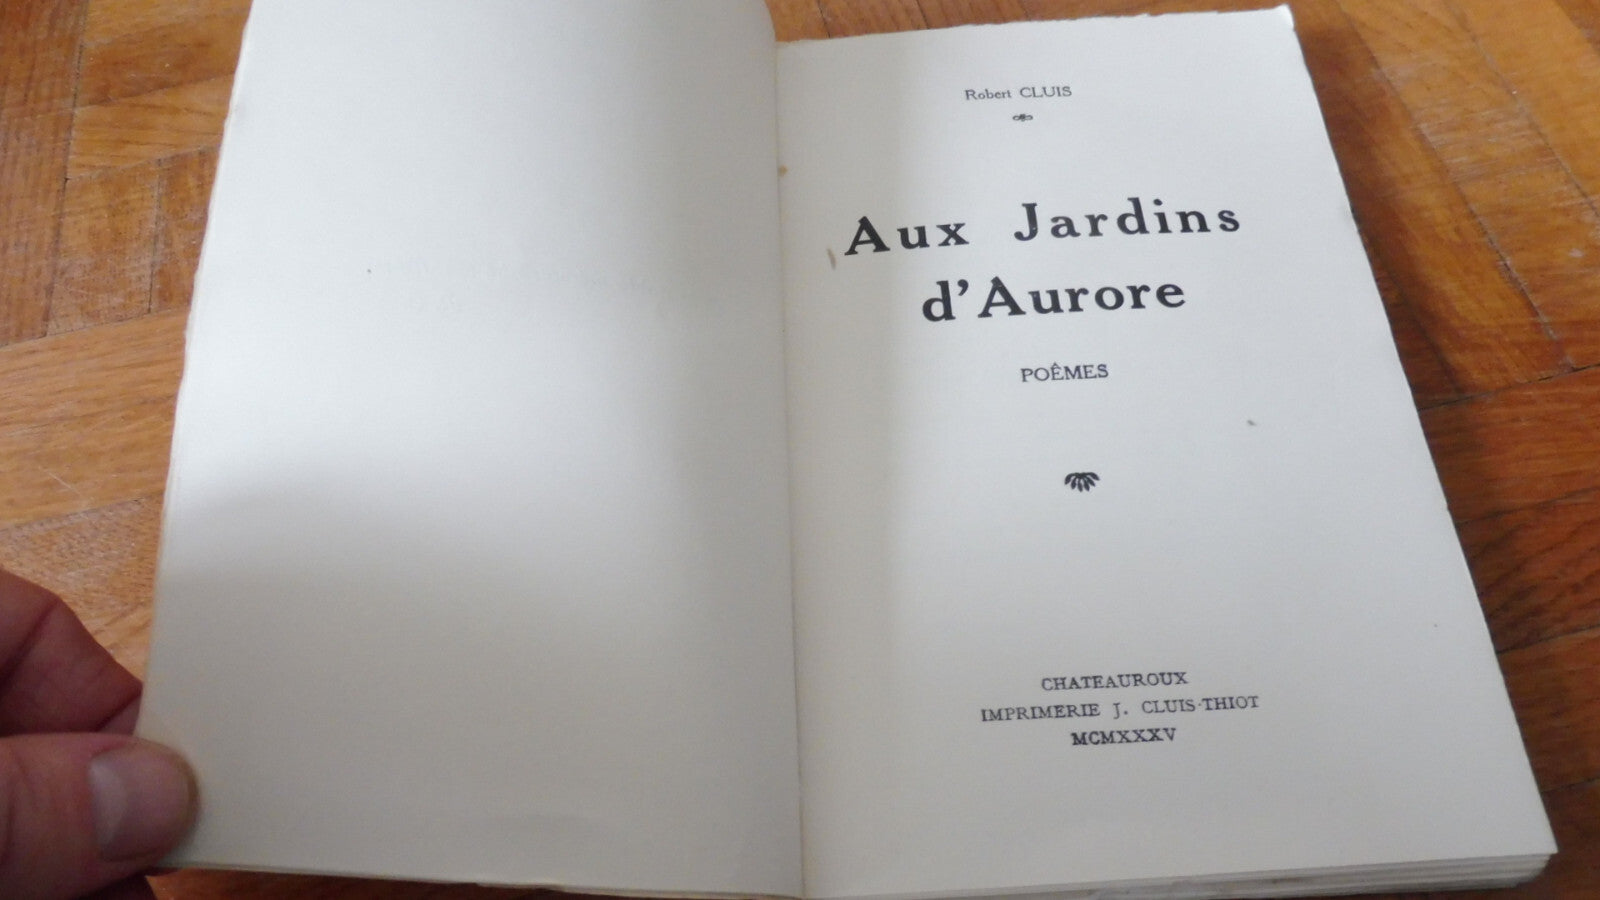 Robert CLUIS
Aux Jardins
d'Aurore
POÊMES
CHATEAUROUX
IMPRIMERIE J. CLUIS-THIOT
MCMXXXV